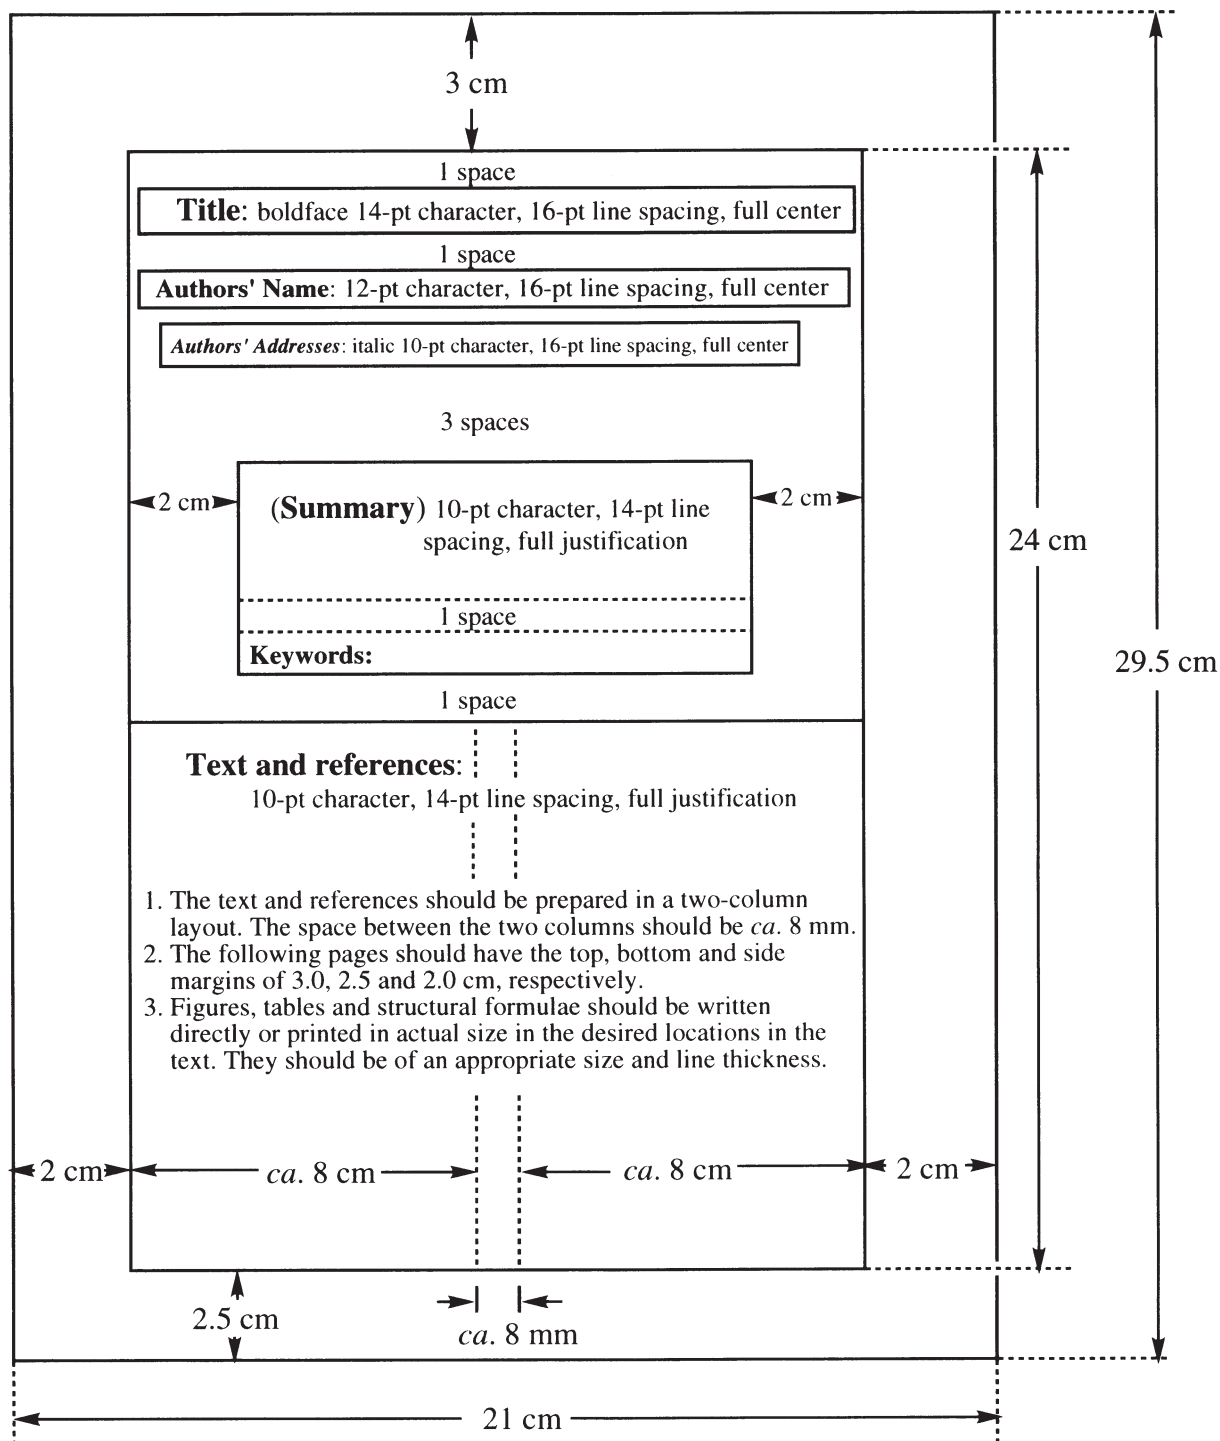 3 cm
1 space
Title: boldface 14-pt character, 16-pt line spacing, full center
1 space
Authors' Name: 12-pt character, 16-pt line spacing, full center
Authors' Addresses: italic 10-pt character, 16-pt line spacing, full center
3 spaces
2 cm
(Summary) 10-pt character, 14-pt line
spacing, full justification
2 cm
24 cm
1 space
Keywords:
29.5 cm
1 space
Text and references:
10-pt character, 14-pt line spacing, full justification
1. The text and references should be prepared in a two-column
layout. The space between the two columns should be ca. 8 mm.
2. The following pages should have the top, bottom and side
margins of 3.0, 2.5 and 2.0 cm, respectively.
3. Figures, tables and structural formulae should be written
directly or printed in actual size in the desired locations in the
text. They should be of an appropriate size and line thickness.
2 cm
ca. 8 cm
ca. 8 cm
2 cm
2.5 cm
ca. 8 mm
21 cm